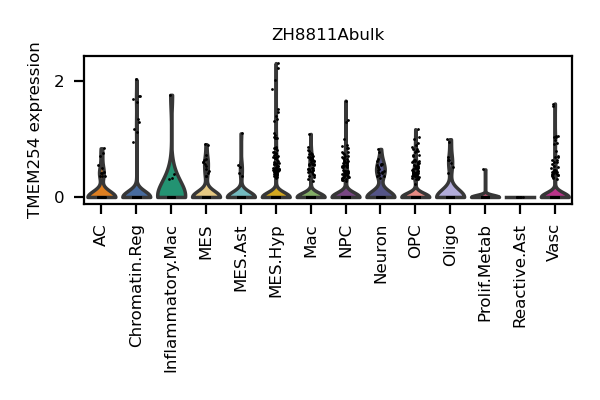 ZH8811Abulk
TMEM254 expression
2
0
AC
Chromatin.Reg
Inflammatory.Mac
MES
MES.Ast
MES.Hyp
Mac
NPC
Neuron
OPC
Oligo
Prolif.Metab
Reactive.Ast
Vasc